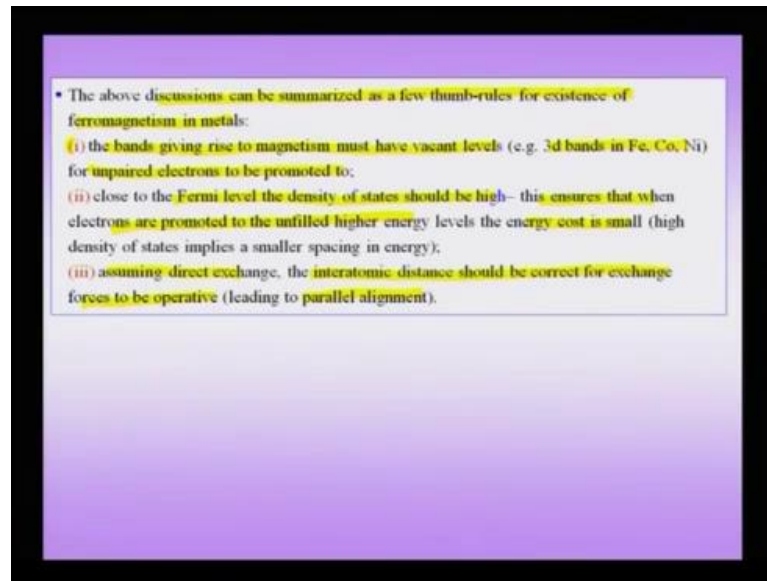 • The above discussions can be summarized as a few thumb-rules for existence of
ferromagnetism in metals:
(i) the bands giving rise to magnetism must have vacant levels (e.g. 3d bands in Fe, Co, Ni)
for unpaired electrons to be promoted to;
(ii) close to the Fermi level the density of states should be high– this ensures that when
electrons are promoted to the unfilled higher energy levels the energy cost is small (high
density of states implies a smaller spacing in energy);
(iii) assuming direct exchange, the interatomic distance should be correct for exchange
forces to be operative (leading to parallel alignment).